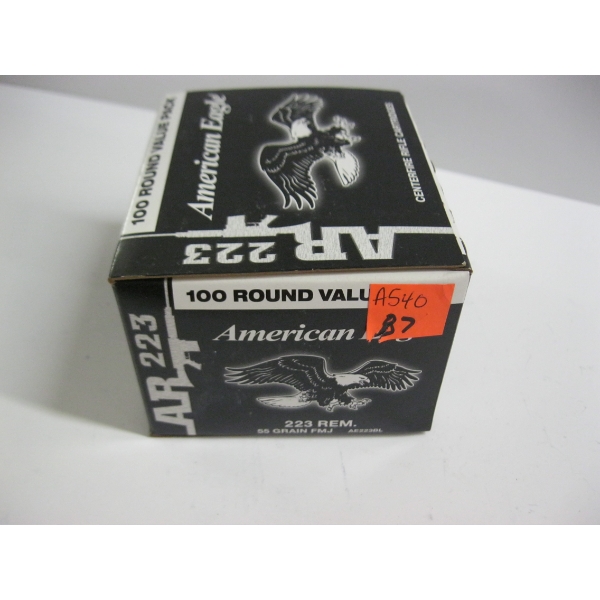 100 ROUND VALUE PACK
American Eagle
CENTERFIRE RIFLE CARTRIDGES
AR 223
100 ROUND VALU
A540
B7
American
AR 223
223 REM.
55 GRAIN FMJ AE223BL